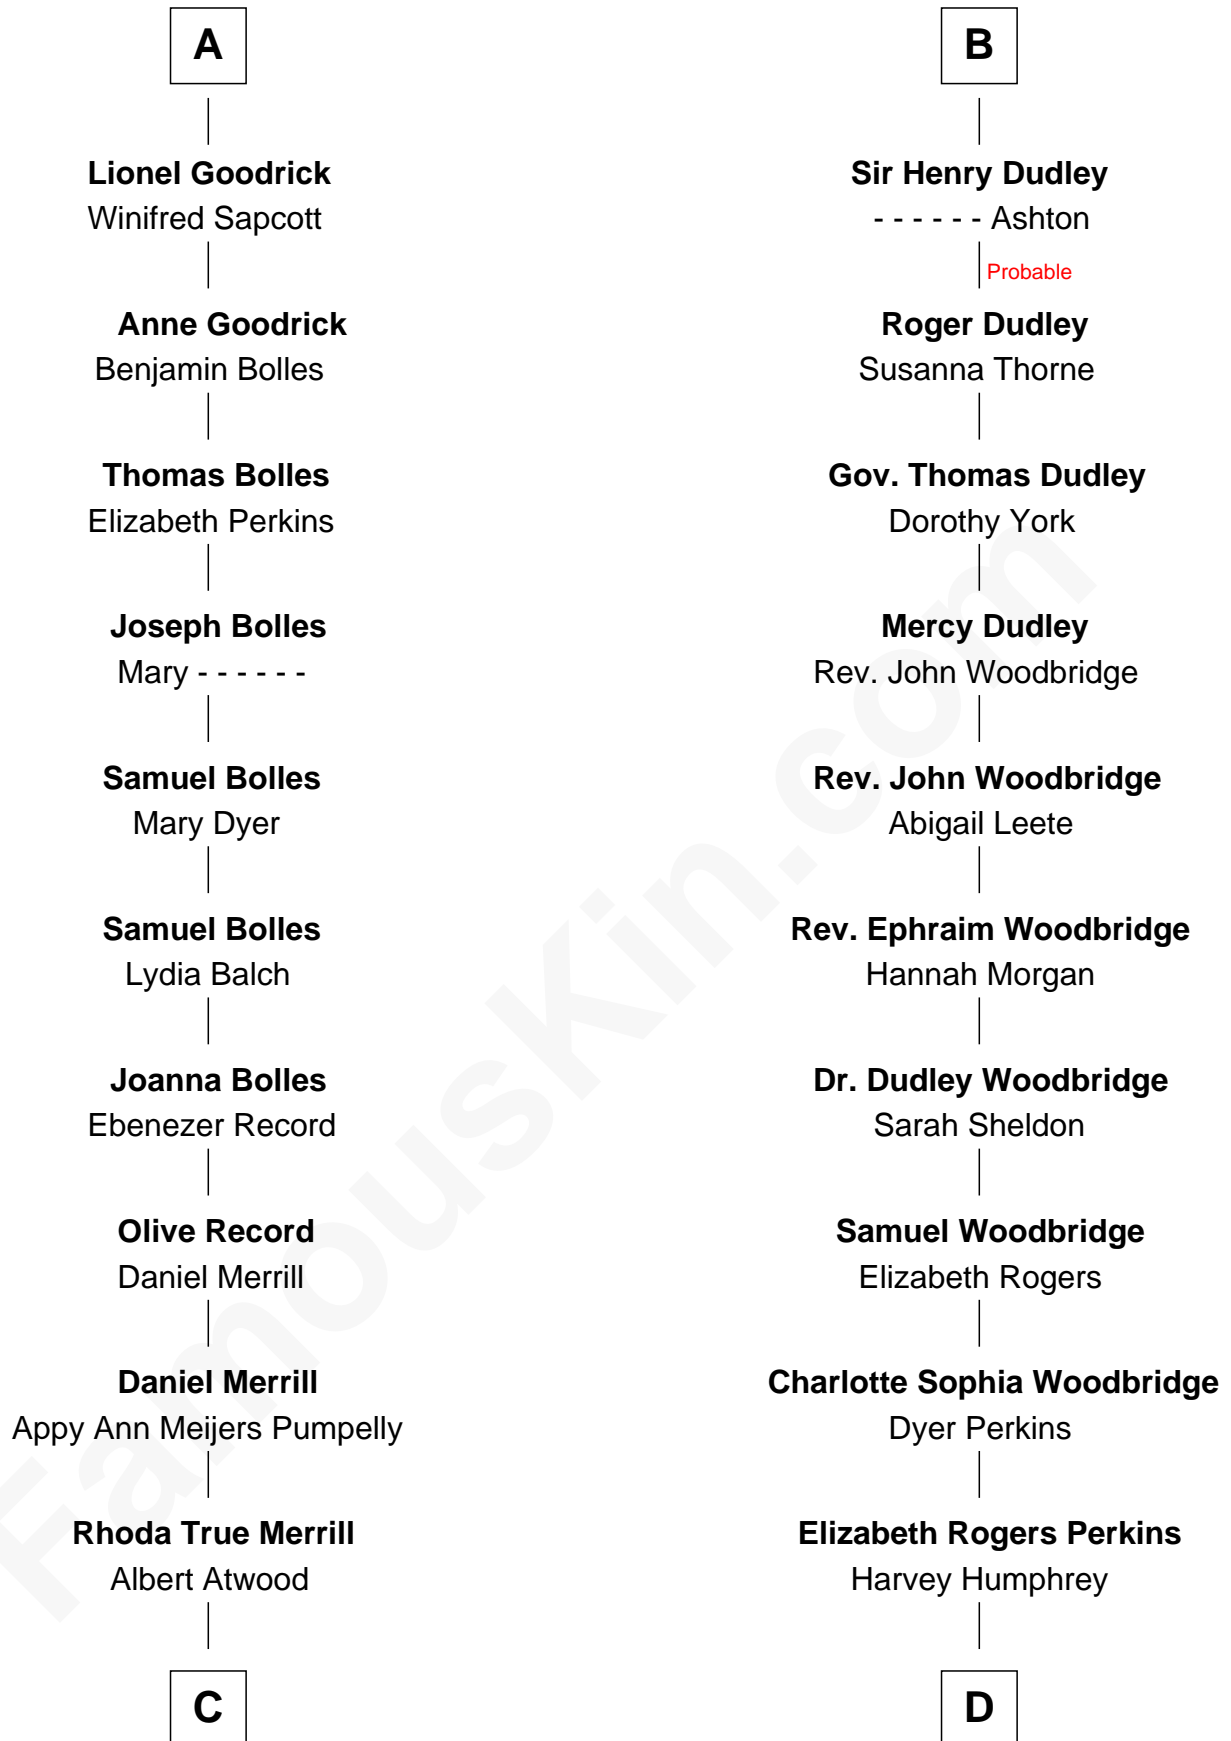 A
Lionel Goodrick
Winifred Sapcott
Anne Goodrick
Benjamin Bolles
Thomas Bolles
Elizabeth Perkins
Joseph Bolles
Mary - - - - - -
Samuel Bolles
Mary Dyer
Samuel Bolles
Lydia Balch
Joanna Bolles
Ebenezer Record
Olive Record
Daniel Merrill
Daniel Merrill
Appy Ann Meijers Pumpelly
Rhoda True Merrill
Albert Atwood
C
B
Sir Henry Dudley
- - - - - - Ashton
Probable
Roger Dudley
Susanna Thorne
Gov. Thomas Dudley
Dorothy York
Mercy Dudley
Rev. John Woodbridge
Rev. John Woodbridge
Abigail Leete
Rev. Ephraim Woodbridge
Hannah Morgan
Dr. Dudley Woodbridge
Sarah Sheldon
Samuel Woodbridge
Elizabeth Rogers
Charlotte Sophia Woodbridge
Dyer Perkins
Elizabeth Rogers Perkins
Harvey Humphrey
D
FamousKin.com